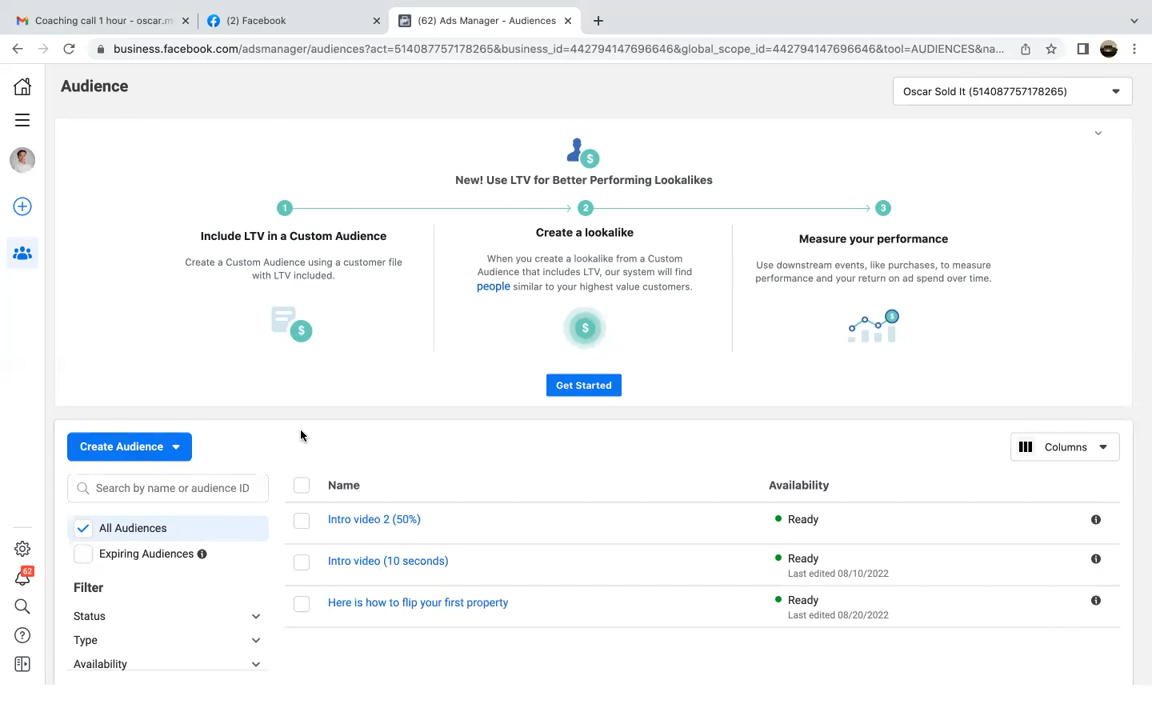 Coaching call 1 hour - oscar.m
(2) Facebook
(62) Ads Manager - Audiences
business.facebook.com/adsmanager/audiences?act=514087757178265&business_id=442794147696646&global_scope_id=442794147696646&tool=AUDIENCES&na...
Audience
Oscar Sold It (514087757178265)
$
New! Use LTV for Better Performing Lookalikes
1
2
3
Include LTV in a Custom Audience
Create a Custom Audience using a customer file
with LTV included.
$
Create a lookalike
When you create a lookalike from a Custom
Audience that includes LTV, our system will find
people similar to your highest value customers.
$
Measure your performance
Use downstream events, like purchases, to measure
performance and your return on ad spend over time.
$
Get Started
Create Audience
Columns
Search by name or audience ID
All Audiences
Expiring Audiences
Filter
Status
Type
Availability
Name
Availability
Intro video 2 (50%)
Ready
Intro video (10 seconds)
Ready
Last edited 08/10/2022
Here is how to flip your first property
Ready
Last edited 08/20/2022
62